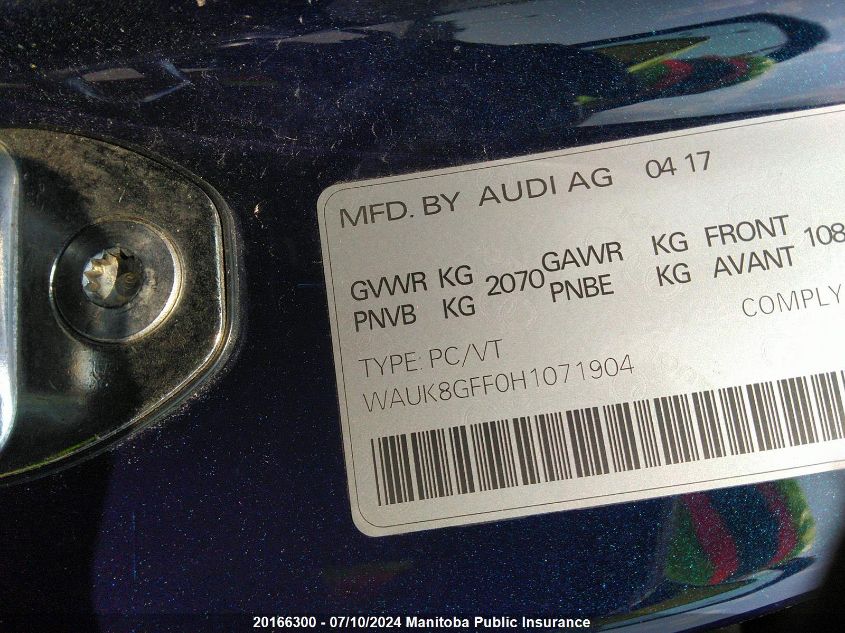 MFD. BY AUDI AG 04 17
GVWR KG 2070 GAWR KG FRONT 108
PNVB KG PNBE KG AVANT
COMPLY
TYPE: PC/VT
WAUK8GFF0H1071904
20166300 - 07/10/2024 Manitoba Public Insurance